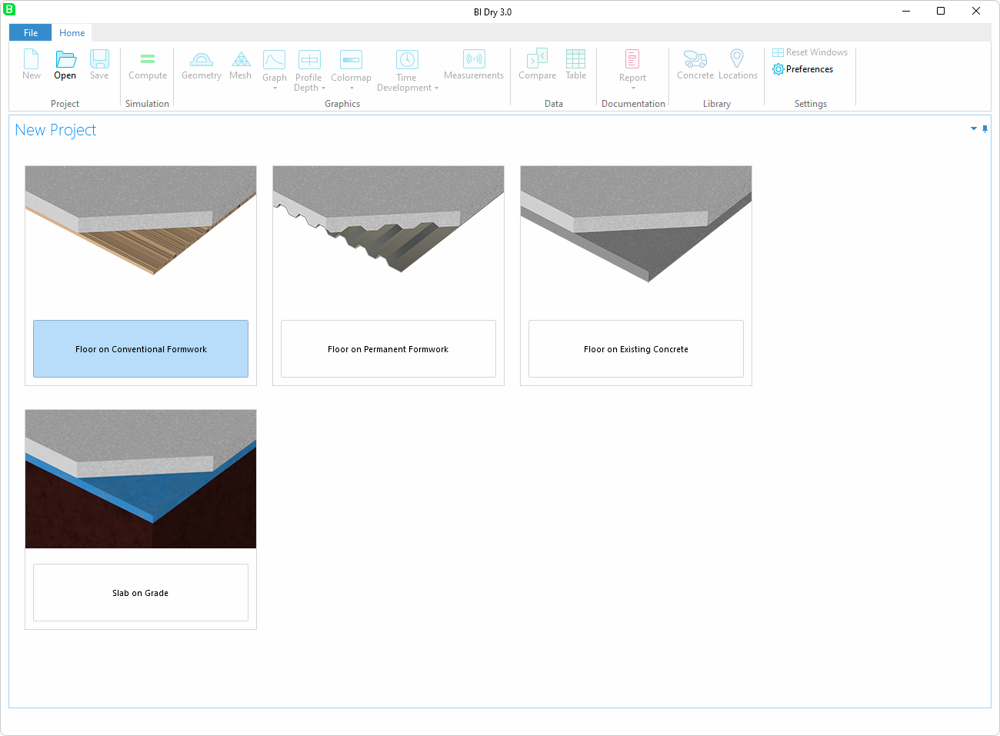 B
BI Dry 3.0
File
Home
New
Open
Save
Compute
Geometry
Mesh
Graph
Profile
Depth
Colormap
Time
Development
Measurements
Compare
Table
Report
Concrete
Locations
Reset Windows
Preferences
Project
Simulation
Graphics
Data
Documentation
Library
Settings
New Project
Floor on Conventional Formwork
Floor on Permanent Formwork
Floor on Existing Concrete
Slab on Grade